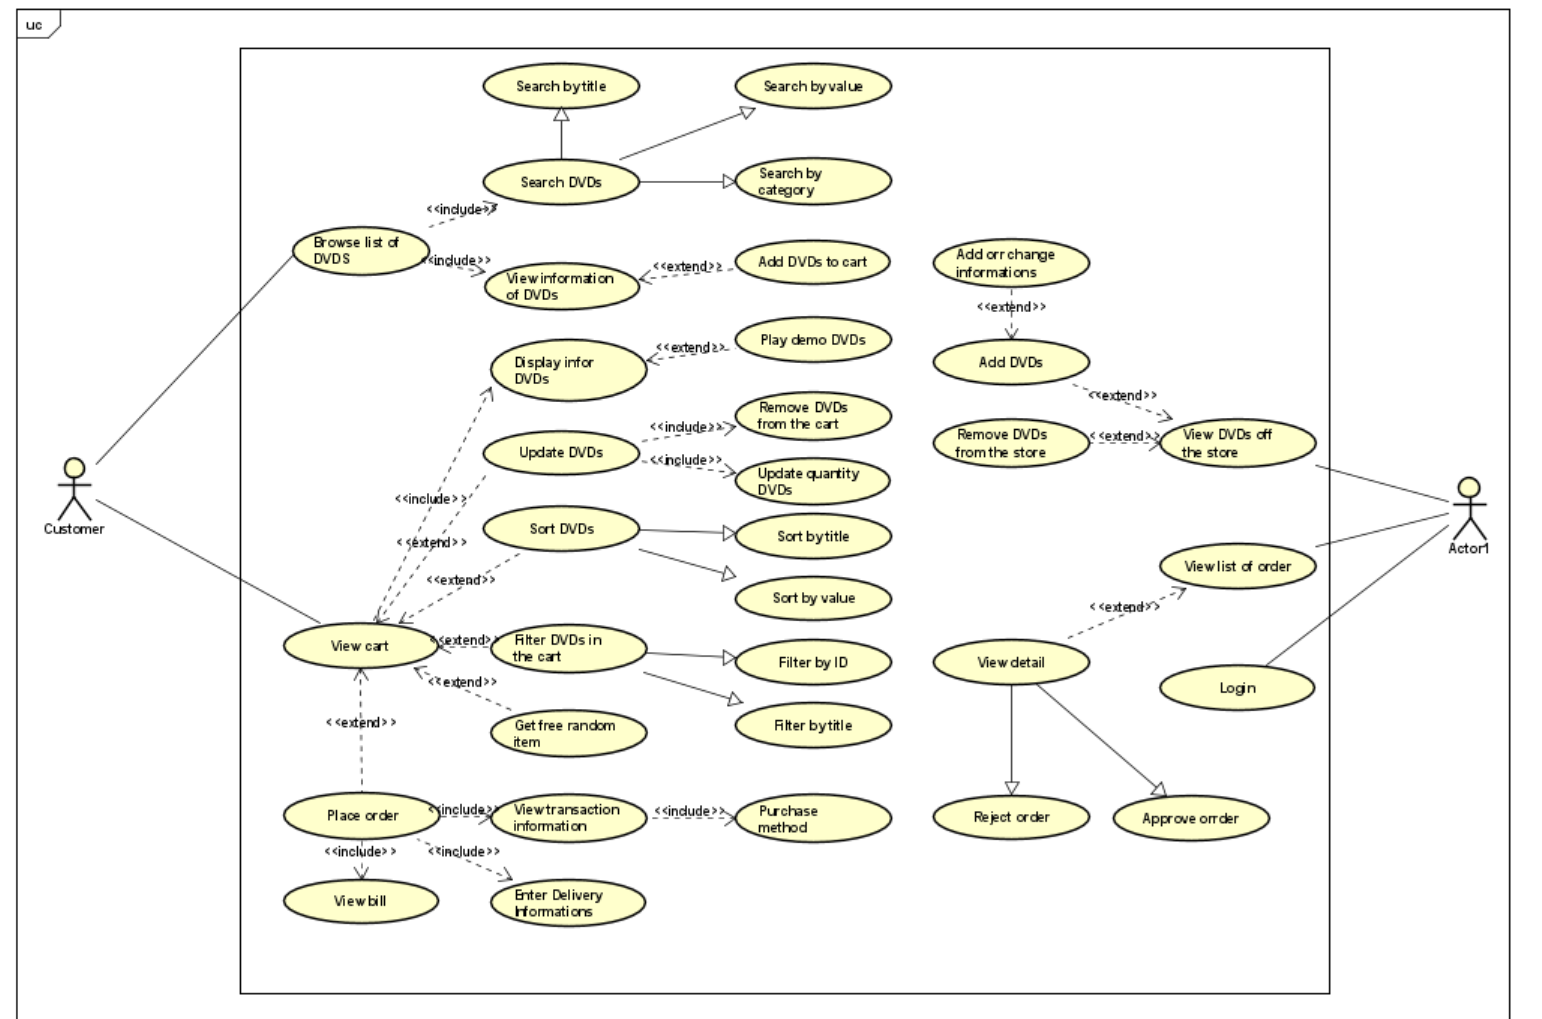 uc
Search by title
Search by value
Search DVDs
Search by
category
<<include>>
Browse list of
DVDS
<<include>>
View information
of DVDs
<<extend>>
Add DVDs to cart
Add orr change
informations
<<extend>>
Display infor
DVDs
<<extend>>
Play demo DVDs
Add DVDs
<<extend>>
Remove DVDs
from the cart
Update DVDs
<<include>>
<<include>>
Update quantity
DVDs
Remove DVDs
from the store
<<extend>>
View DVDs off
the store
Customer
Actor1
<<include>>
<<extend>>
<<extend>>
Sort DVDs
Sort by title
Sort by value
View list of order
<<extend>>
View cart
<<extend>>
Filter DVDs in
the cart
Filter by ID
View detail
Login
<<extend>>
Get free random
item
Filter by title
<<extend>>
Place order
<<include>>
View transaction
information
<<include>>
Purchase
method
Reject order
Approve orrder
<<include>>
<<include>>
View bill
Enter Delivery
Informations